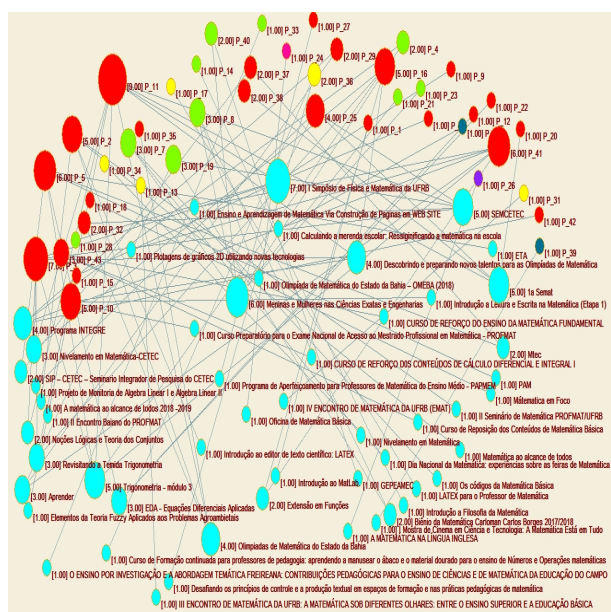 [1.00] P_27
[1.00] P_33
[2.00] P_40
[2.00] P_4
[1.00] P_24
[2.00] P_29
[1.00] P_14
[2.00] P_37
[5.00] P_16
[1.00] P_9
[9.00] P_11
[1.00] P_17
[2.00] P_36
[2.00] P_38
[1.00] P_23
[1.00] P_21
[1.00] P_22
[3.00] P_8
[4.00] P_25
[1.00] P_1
[1.00] P_12
[5.00] P_2
[1.00] P_35
[1.00] P_20
[3.00] P_7
[6.00] P_41
[3.00] P_19
[1.00] P_34
[6.00] P_5
[1.00] P_26
[1.00] P_13
[7.00] I Simpósio de Física e Matemática da UFRB
[1.00] P_31
[1.00] P_18
[1.00] Ensino e Aprendizagem de Matemática Via Construção de Páginas em WEB SITE
[5.00] SEMCETEC
[1.00] P_42
[2.00] P_32
[1.00] Calculando a merenda escolar: Ressignificando a matemática na escola
[1.00] P_28
[1.00] Plotagens de gráficos 2D utilizando novas tecnologias
[1.00] ETA
[1.00] P_39
[3.00] P_43
[4.00] Descobrindo e preparando novos talentos para as Olimpíadas de Matemática
[1.00] P_15
[1.00] Olimpíada de Matemática do Estado da Bahia – OMEBA (2018)
[5.00] 1a Semat
[5.00] P_10
[6.00] Meninas e Mulheres nas Ciências Exatas e Engenharias
[1.00] Introdução a Leitura e Escrita na Matemática (Etapa 1)
[1.00] CURSO DE REFORÇO DO ENSINO DA MATEMÁTICA FUNDAMENTAL
[4.00] Programa INTEGRE
[1.00] Curso Preparatório para o Exame Nacional de Acesso ao Mestrado Profissional em Matemática - PROFMAT
[3.00] Nivelamento em Matemática-CETEC
[2.00] Mtec
[1.00] CURSO DE REFORÇO DOS CONTEÚDOS DE CÁLCULO DIFERENCIAL E INTEGRAL I
[2.00] SIP – CETEC – Seminario Integrador de Pesquisa do CETEC
[1.00] Programa de Aperfeiçoamento para Professores de Matemática do Ensino Médio - PAPMEM
[1.00] PAM
[1.00] Projeto de Monitoria de Algebra Linear I e Algebra Linear II
[1.00] A matemática ao alcance de todos 2018 -2019
[1.00] IV ENCONTRO DE MATEMÁTICA DA UFRB (EMAT)
[1.00] Mátematica em Foco
[1.00] II Encontro Baiano do PROFMAT
[1.00] Oficina de Matemática Básica
[1.00] II Seminário de Matemática PROFMAT/UFRB
[1.00] Curso de Reposição dos Conteúdos de Matemática Básica
[2.00] Noções Lógicas e Teoria dos Conjuntos
[1.00] Nivelamento em Matemática
[1.00] Introdução ao editor de texto científico: LATEX
[1.00] Matemática ao alcance de todos
[3.00] Revisitando a Temida Trigonometria
[1.00] Dia Nacional da Matemática: experiências sobre as feiras de Matemática
[1.00] Introdução ao MatLab
[5.00] Trigonometria - módulo 3
[1.00] GEPEAMEC
[1.00] Os códigos da Matemática Básica
[3.00] Aprender
[1.00] LATEX para o Professor de Matemática
[3.00] EDA - Equações Diferenciais Aplicadas
[2.00] Extensão em Funções
[1.00] Introdução a Filosofia da Matemática
[1.00] Elementos da Teoria Fuzzy Aplicados aos Problemas Agroambietais
[2.00] Biênio da Matemática Carloman Carlos Borges 2017/2018
[1.00] I Mostra de Cinema em Ciência e Tecnologia: A Matemática Está em Tudo
[1.00] A MATEMÁTICA NA LINGUA INGLESA
[4.00] Olimpíadas de Matemática do Estado da Bahia
[1.00] Curso de Formação continuada para professores de pedagogia: aprendendo a manusear o ábaco e o material dourado para o ensino de Números e Operações matemáticas
[1.00] O ENSINO POR INVESTIGAÇÃO E A ABORDAGEM TEMÁTICA FREIREANA: CONTRIBUIÇÕES PEDAGÓGICAS PARA O ENSINO DE CIÊNCIAS E DE MATEMÁTICA DA EDUCAÇÃO DO CAMPO
[1.00] Desafiando os princípios de controle e a produção textual em espaços de formação e nas práticas pedagógicas de matemática
[1.00] III ENCONTRO DE MATEMÁTICA DA UFRB: A MATEMÁTICA SOB DIFERENTES OLHARES: ENTRE O ENSINO SUPERIOR E A EDUCAÇÃO BÁSICA